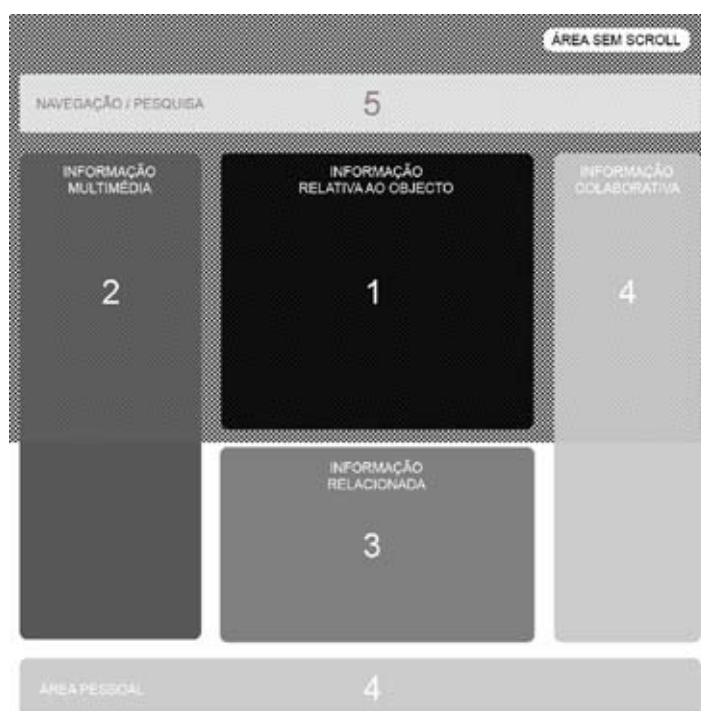 ÁREA SEM SCROLL
NAVEGAÇÃO / PESQUISA
5
INFORMAÇÃO
MULTIMÉDIA
2
INFORMAÇÃO
RELATIVA AO OBJECTO
1
INFORMAÇÃO
COLABORATIVA
4
INFORMAÇÃO
RELACIONADA
3
ÁREA PESSOAL
4